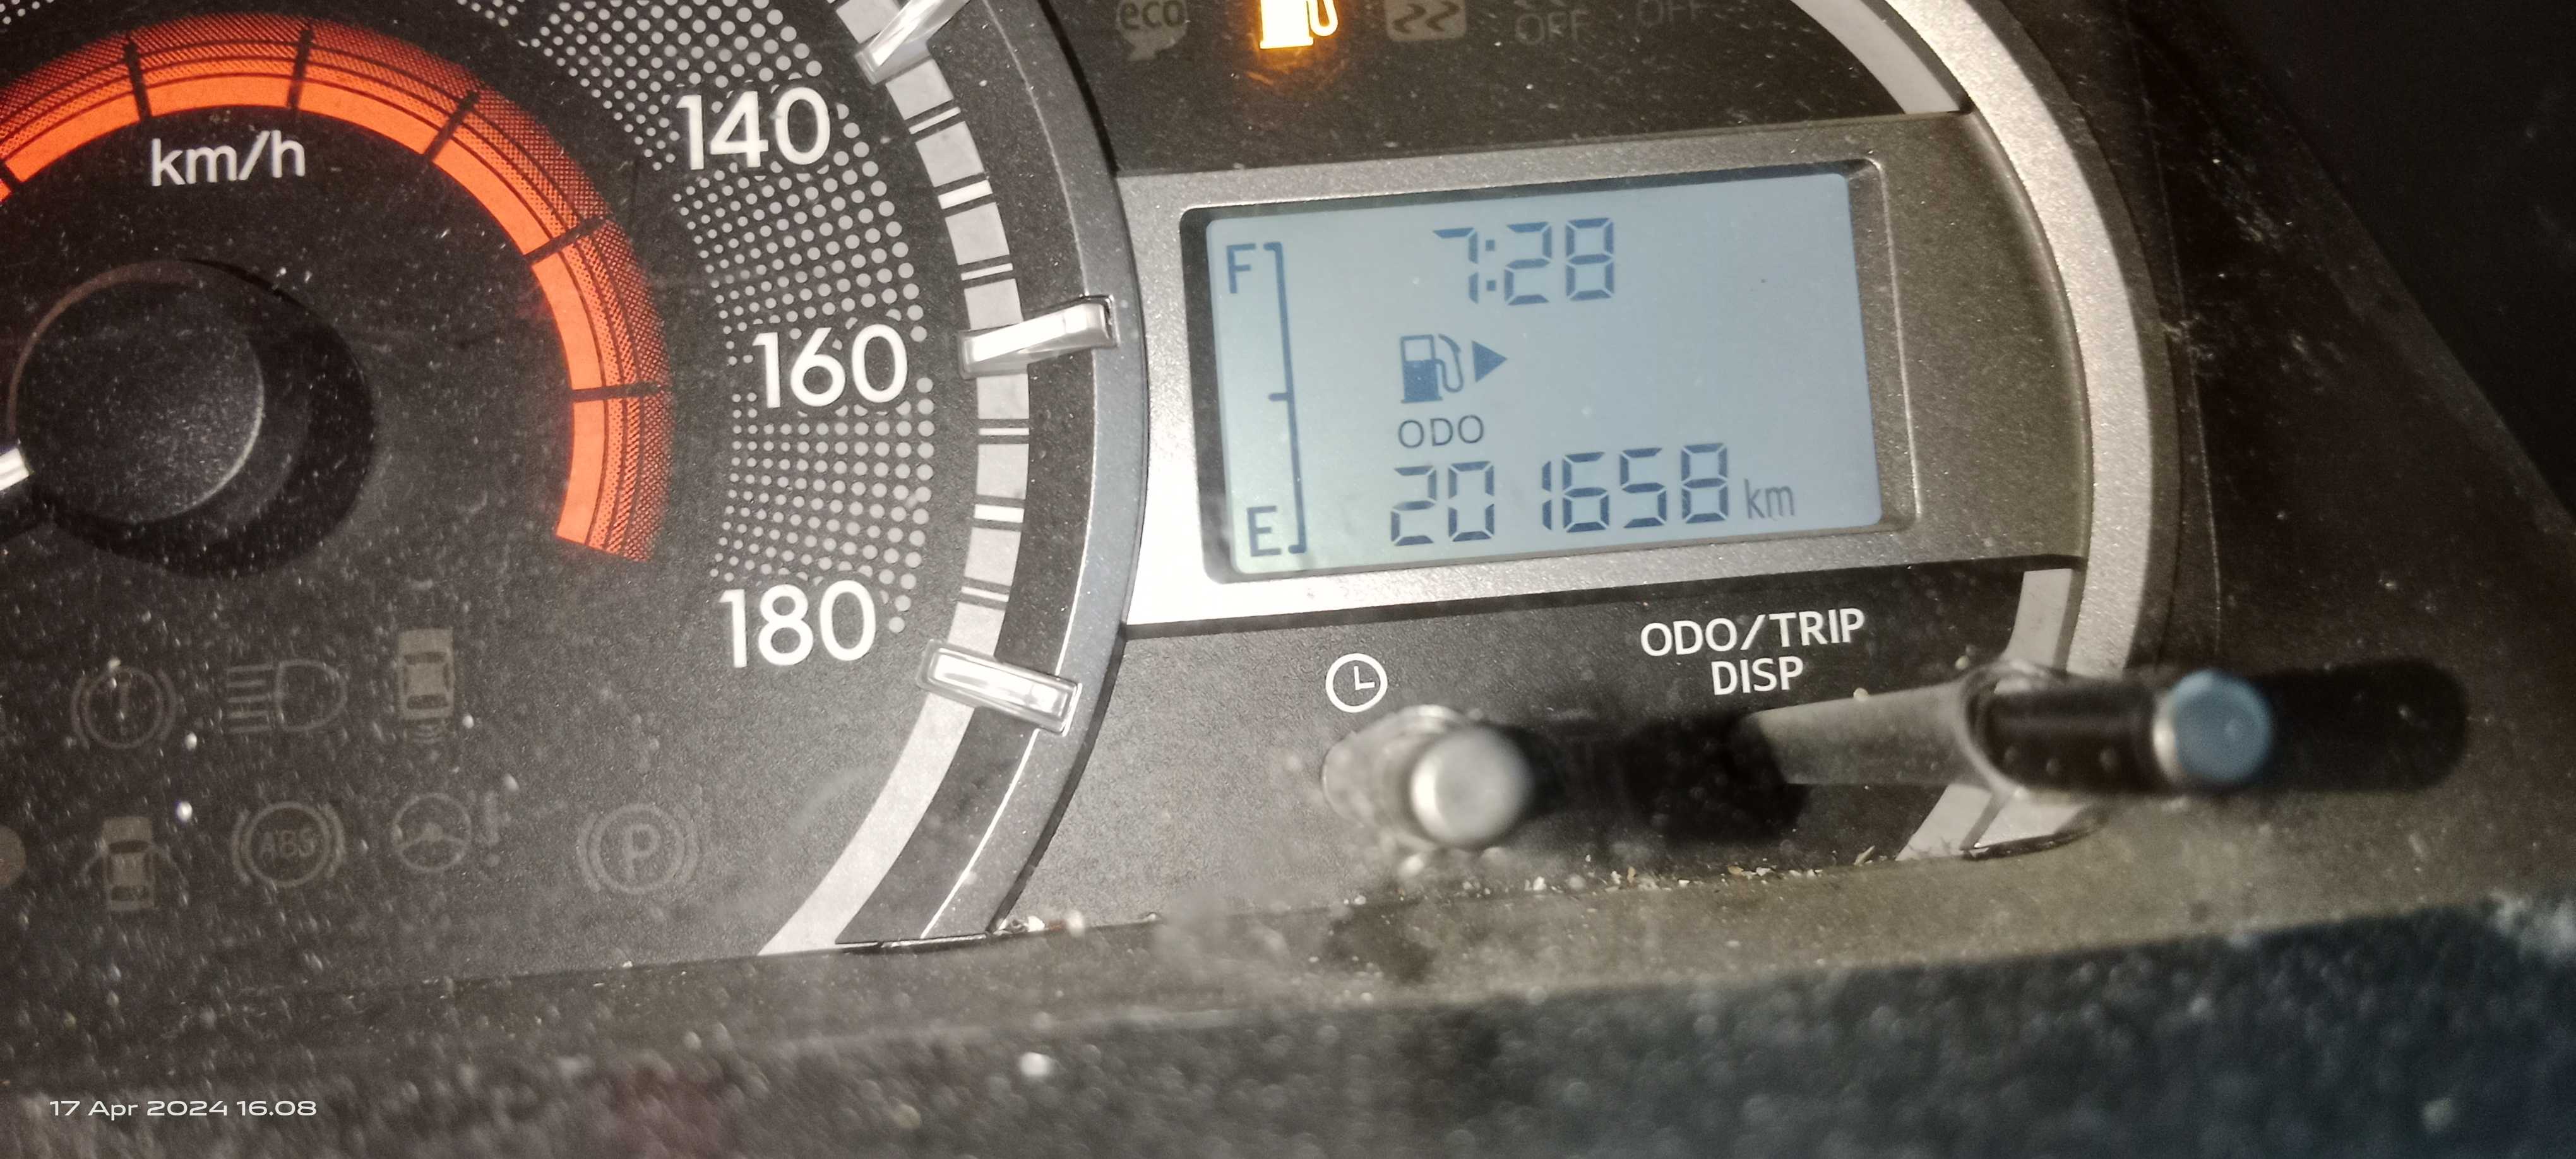 eco
OFF
OFF
km/h
140
160
180
7:28
F
E
ODO
201658 km
ODO/TRIP
DISP
ABS
P
17 Apr 2024 16.08